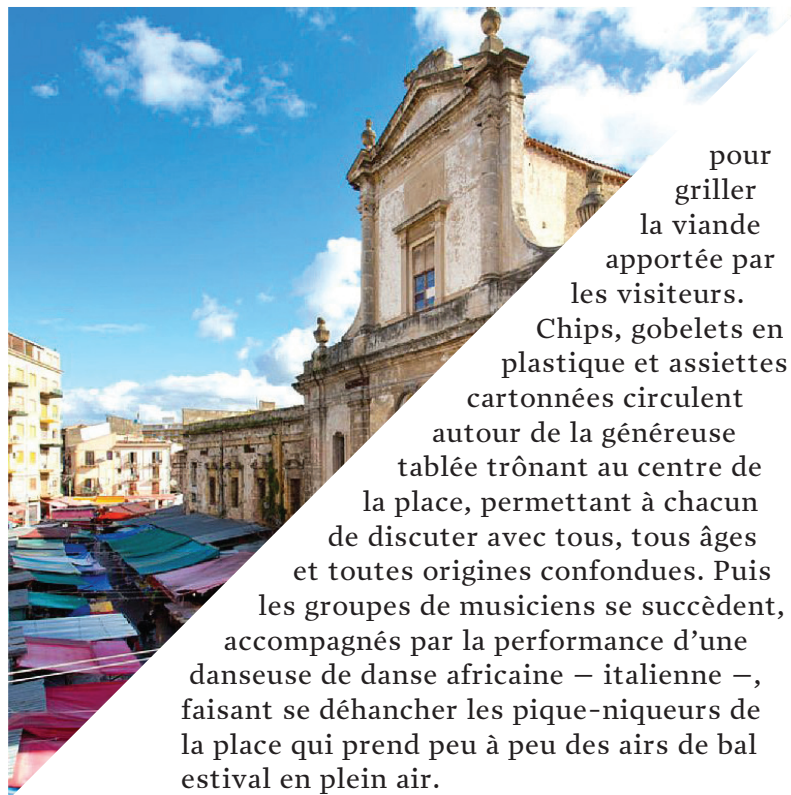 pour
griller
la viande
apportée par
les visiteurs.
Chips, gobelets en
plastique et assiettes
cartonnées circulent
autour de la généreuse
tablée trônant au centre de
la place, permettant à chacun
de discuter avec tous, tous âges
et toutes origines confondues. Puis
les groupes de musiciens se succèdent,
accompagnés par la performance d’une
danseuse de danse africaine – italienne –,
faisant se déhancher les pique-niqueurs de
la place qui prend peu à peu des airs de bal
estival en plein air.